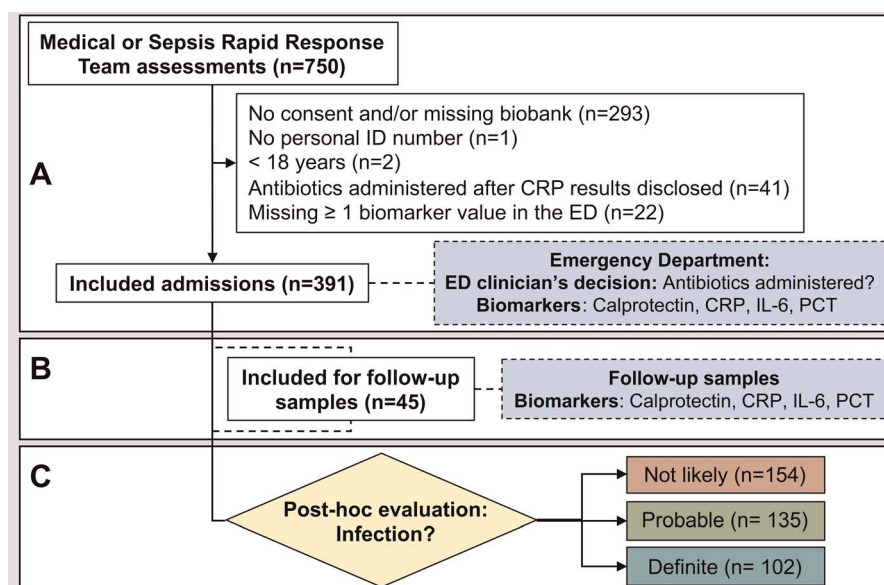 Medical or Sepsis Rapid Response
Team assessments (n=750)
No consent and/or missing biobank (n=293)
No personal ID number (n=1)
< 18 years (n=2)
Antibiotics administered after CRP results disclosed (n=41)
Missing ≥ 1 biomarker value in the ED (n=22)
A
Included admissions (n=391)
Emergency Department:
ED clinician's decision: Antibiotics administered?
Biomarkers: Calprotectin, CRP, IL-6, PCT
B
Included for follow-up
samples (n=45)
Follow-up samples
Biomarkers: Calprotectin, CRP, IL-6, PCT
C
Post-hoc evaluation:
Infection?
Not likely (n=154)
Probable (n= 135)
Definite (n= 102)